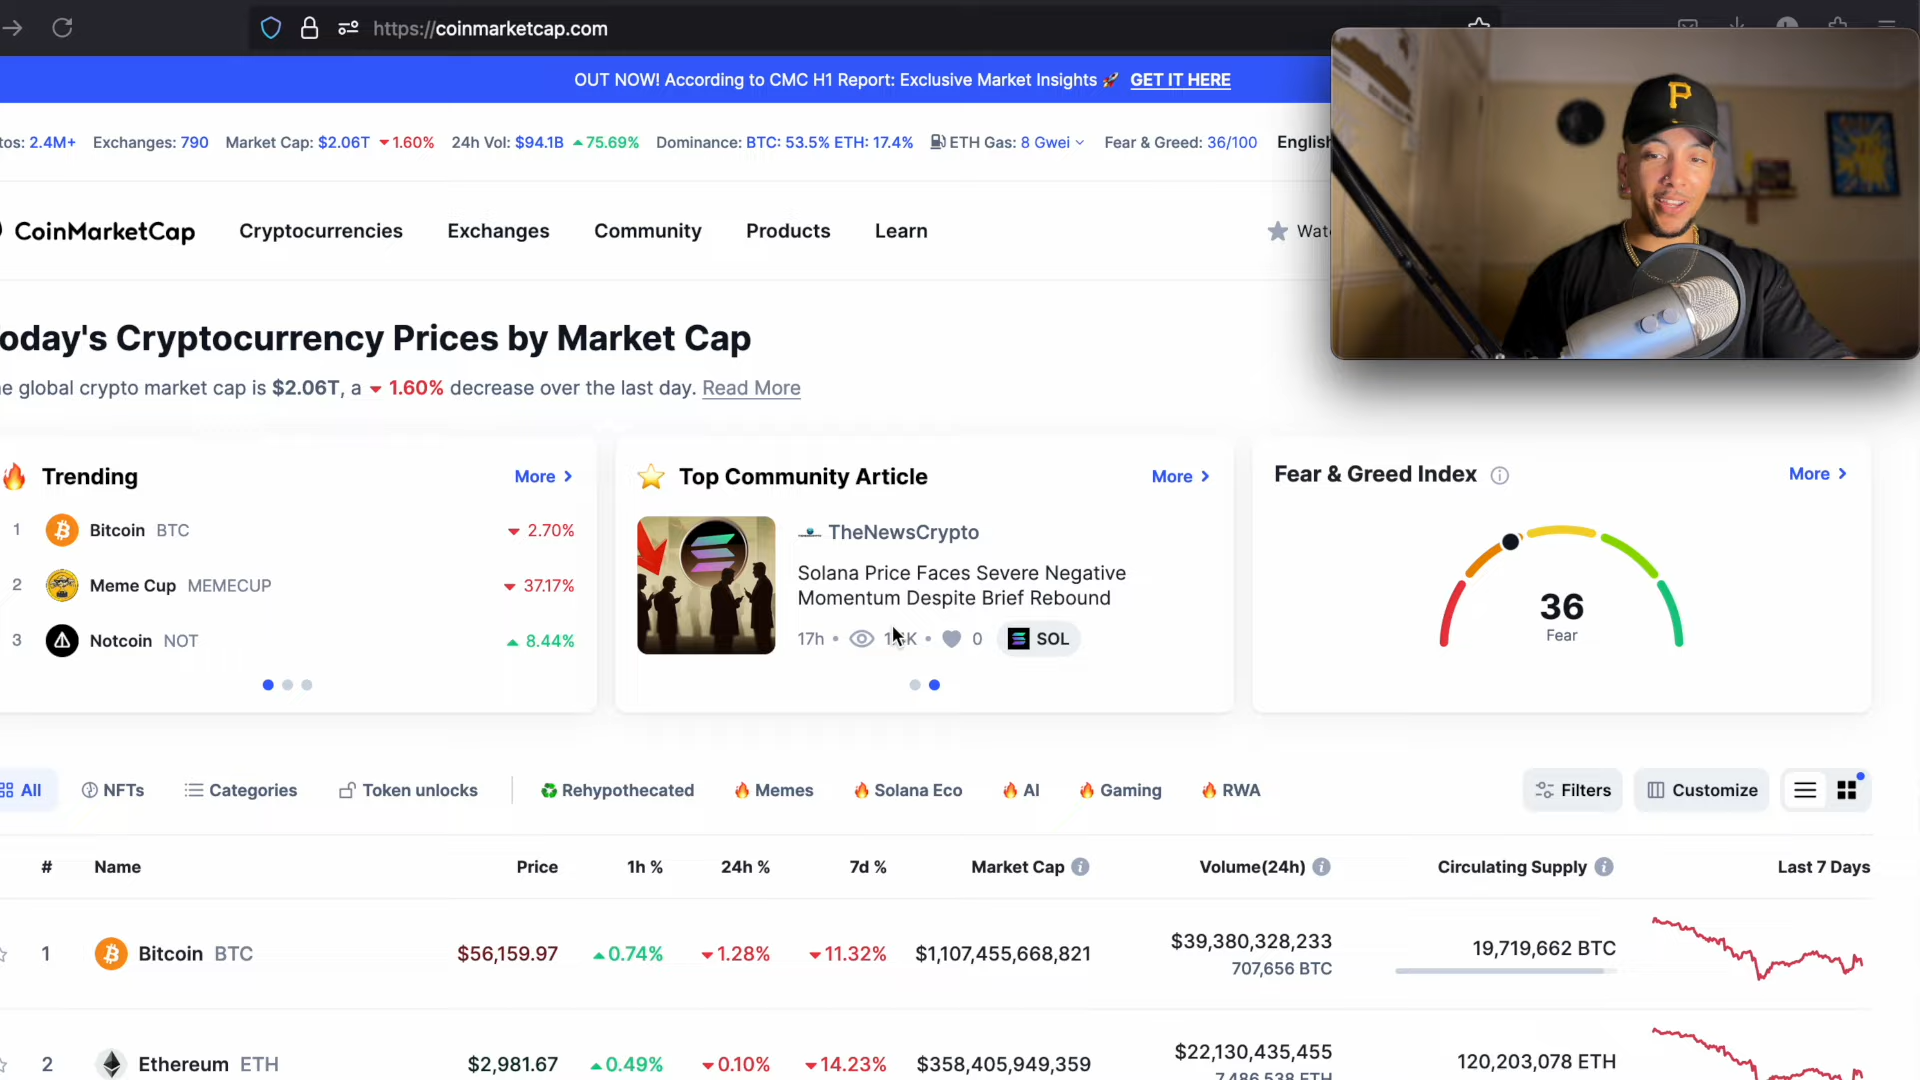 https://coinmarketcap.com
OUT NOW! According to CMC H1 Report: Exclusive Market Insights 🚀 GET IT HERE
tos: 2.4M+ Exchanges: 790 Market Cap: $2.06T 1.60% 24h Vol: $94.1B 75.69% Dominance: BTC: 53.5% ETH: 17.4% ETH Gas: 8 Gwei Fear & Greed: 36/100 English
P
CoinMarketCap Cryptocurrencies Exchanges Community Products Learn Wat
oday's Cryptocurrency Prices by Market Cap
e global crypto market cap is $2.06T, a 1.60% decrease over the last day. Read More
Trending More >
1 Bitcoin BTC 2.70%
2 Meme Cup MEMECUP 37.17%
3 Notcoin NOT 8.44%
Top Community Article More >
TheNewsCrypto
Solana Price Faces Severe Negative
Momentum Despite Brief Rebound
17h • • 0 SOL
Fear & Greed Index More >
36
Fear
All NFTs Categories Token unlocks Rehypothecated Memes Solana Eco AI Gaming RWA Filters Customize
# Name Price 1h % 24h % 7d % Market Cap Volume(24h) Circulating Supply Last 7 Days
1 Bitcoin BTC $56,159.97 0.74% 1.28% 11.32% $1,107,455,668,821 $39,380,328,233 19,719,662 BTC
707,656 BTC
2 Ethereum ETH $2,981.67 0.49% 0.10% 14.23% $358,405,949,359 $22,130,435,455 120,203,078 ETH
7,486,538 ETH